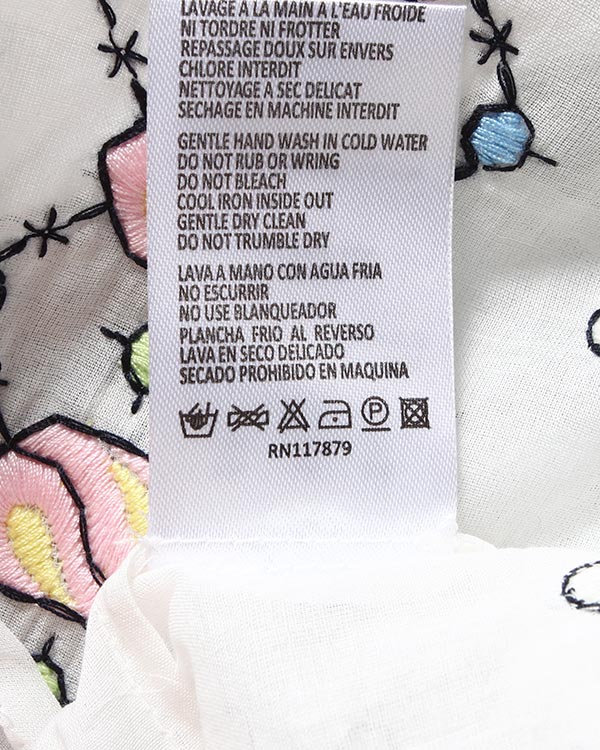 LAVAGE A LA MAIN A L'EAU FROIDE
NI TORDRE NI FROTTER
REPASSAGE DOUX SUR ENVERS
CHLORE INTERDIT
NETTOYAGE A SEC DELICAT
SECHAGE EN MACHINE INTERDIT
GENTLE HAND WASH IN COLD WATER
DO NOT RUB OR WRING
DO NOT BLEACH
COOL IRON INSIDE OUT
GENTLE DRY CLEAN
DO NOT TRUMBLE DRY
LAVA A MANO CON AGUA FRIA
NO ESCURRIR
NO USE BLANQUEADOR
PLANCHA FRIO AL REVERSO
LAVA EN SECO DELICADO
SECADO PROHIBIDO EN MAQUINA
P
RN117879